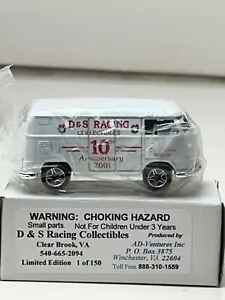 D&S RACING
COLLECTIBLES
10TH
Anniversary
2001
WARNING: CHOKING HAZARD
Small parts. Not For Children Under 3 Years
D & S Racing Collectibles
Produced by
Clear Brook, VA
AD-Ventures Inc
540-665-2094
P. O. Box 3875
Winchester, VA 22604
Limited Edition 1 of 150
Toll Free 888-310-1559